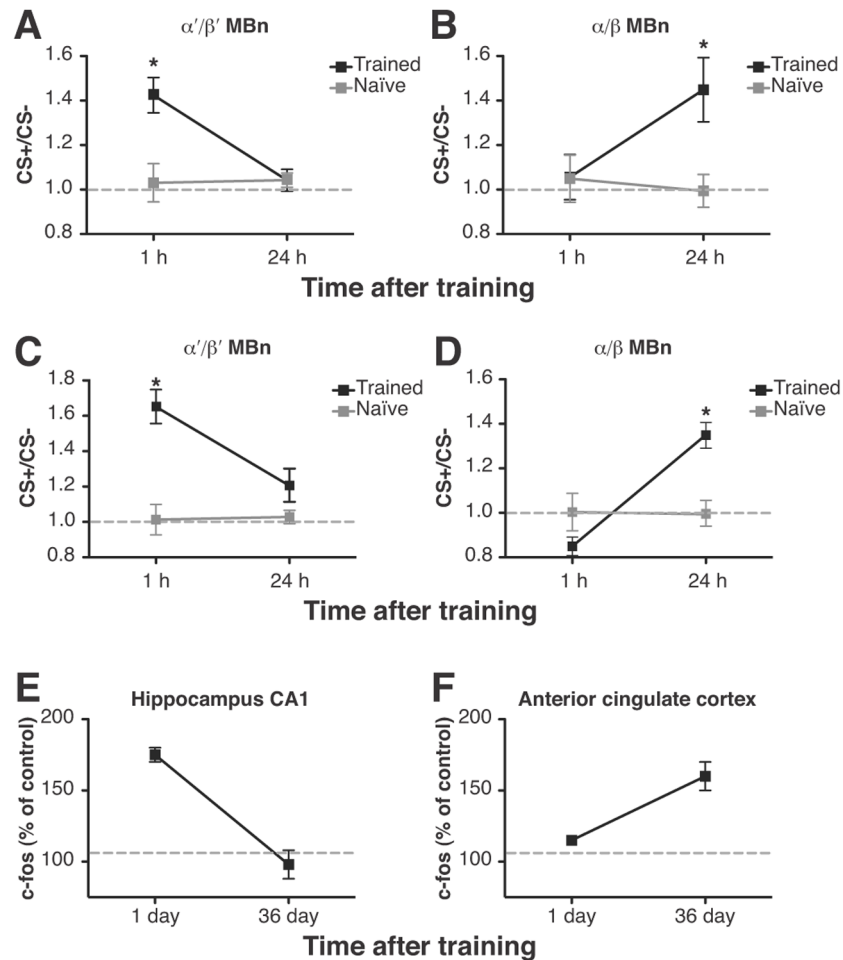 A
α′/β′ MBn
CS+/CS-
1.6
1.4
1.2
1.0
0.8
*
Trained
Naïve
1 h
24 h
B
α/β MBn
CS+/CS-
1.6
1.4
1.2
1.0
0.8
*
Trained
Naïve
1 h
24 h
Time after training
C
α′/β′ MBn
CS+/CS-
1.8
1.6
1.4
1.2
1.0
0.8
*
Trained
Naïve
1 h
24 h
D
α/β MBn
CS+/CS-
1.6
1.4
1.2
1.0
0.8
*
Trained
Naïve
1 h
24 h
Time after training
E
Hippocampus CA1
c-fos (% of control)
200
150
100
1 day
36 day
F
Anterior cingulate cortex
c-fos (% of control)
200
150
100
1 day
36 day
Time after training